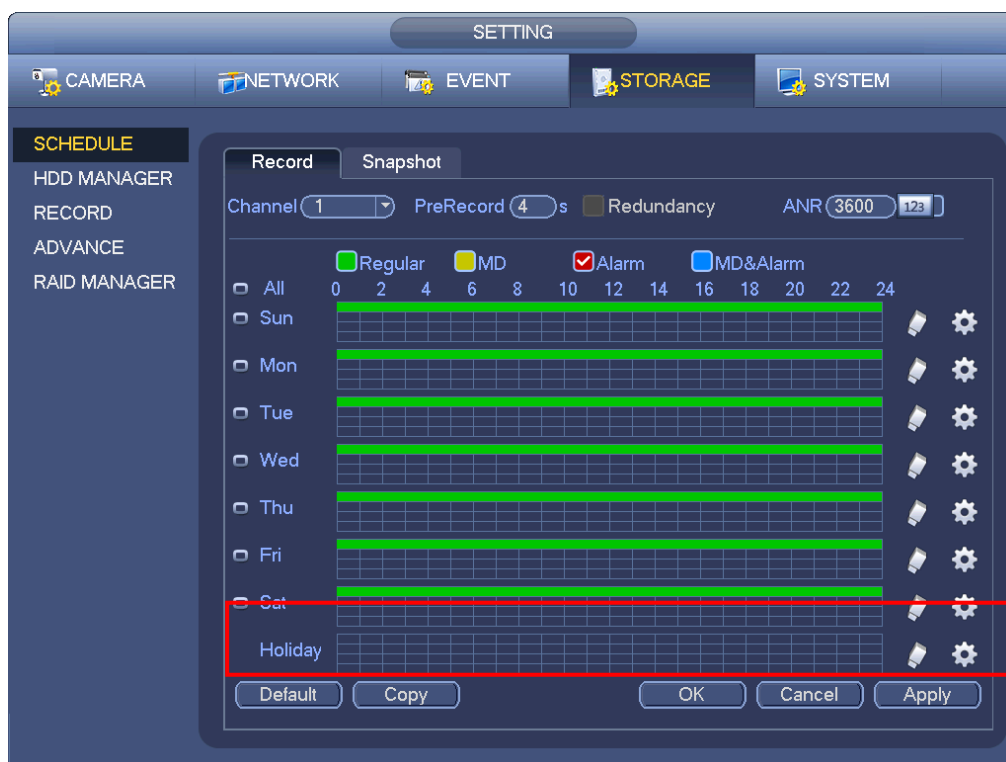 SETTING
CAMERA NETWORK EVENT STORAGE SYSTEM
SCHEDULE
HDD MANAGER
RECORD
ADVANCE
RAID MANAGER
Record Snapshot
Channel 1 PreRecord 4 s Redundancy ANR 3600 123
Regular MD Alarm MD&Alarm
All 0 2 4 6 8 10 12 14 16 18 20 22 24
Sun
Mon
Tue
Wed
Thu
Fri
Sat
Holiday
Default Copy OK Cancel Apply